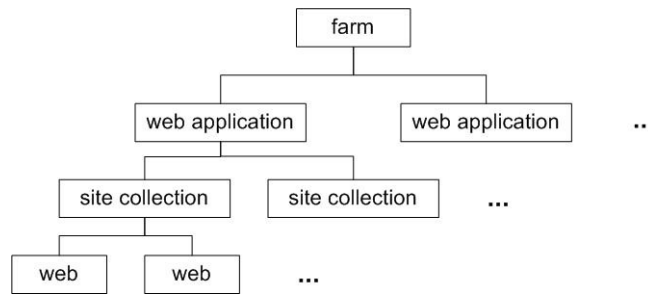 farm
web application web application ..
site collection site collection ...
web web ...